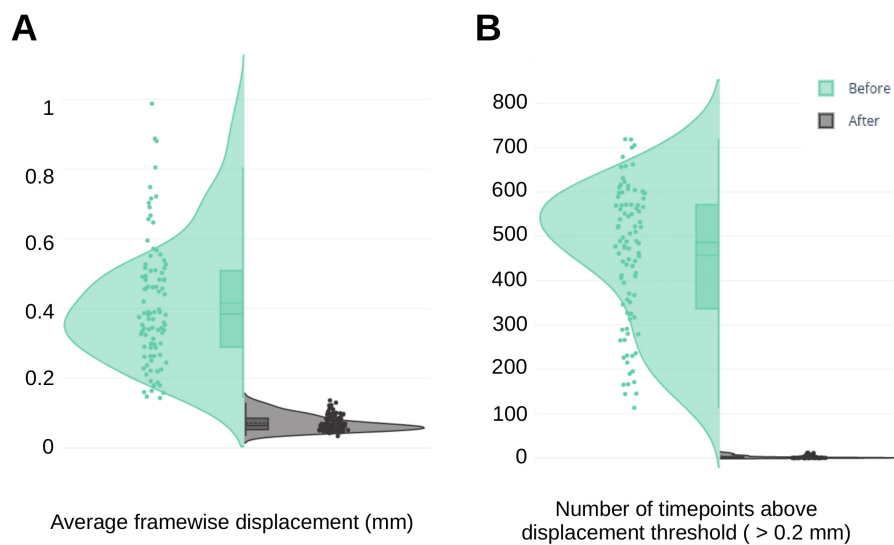 A
1
0.8
0.6
0.4
0.2
0
Average framewise displacement (mm)
B
800
700
600
500
400
300
200
100
0
Before
After
Number of timepoints above
displacement threshold ( > 0.2 mm)